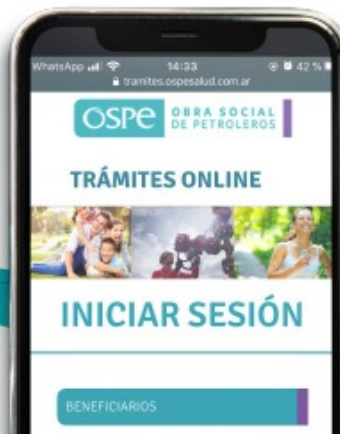 WhatsApp 14:33 42 %
tramites.ospesalud.com.ar
OSPe OBRA SOCIAL
DE PETROLEROS
TRÁMITES ONLINE
INICIAR SESIÓN
BENEFICIARIOS